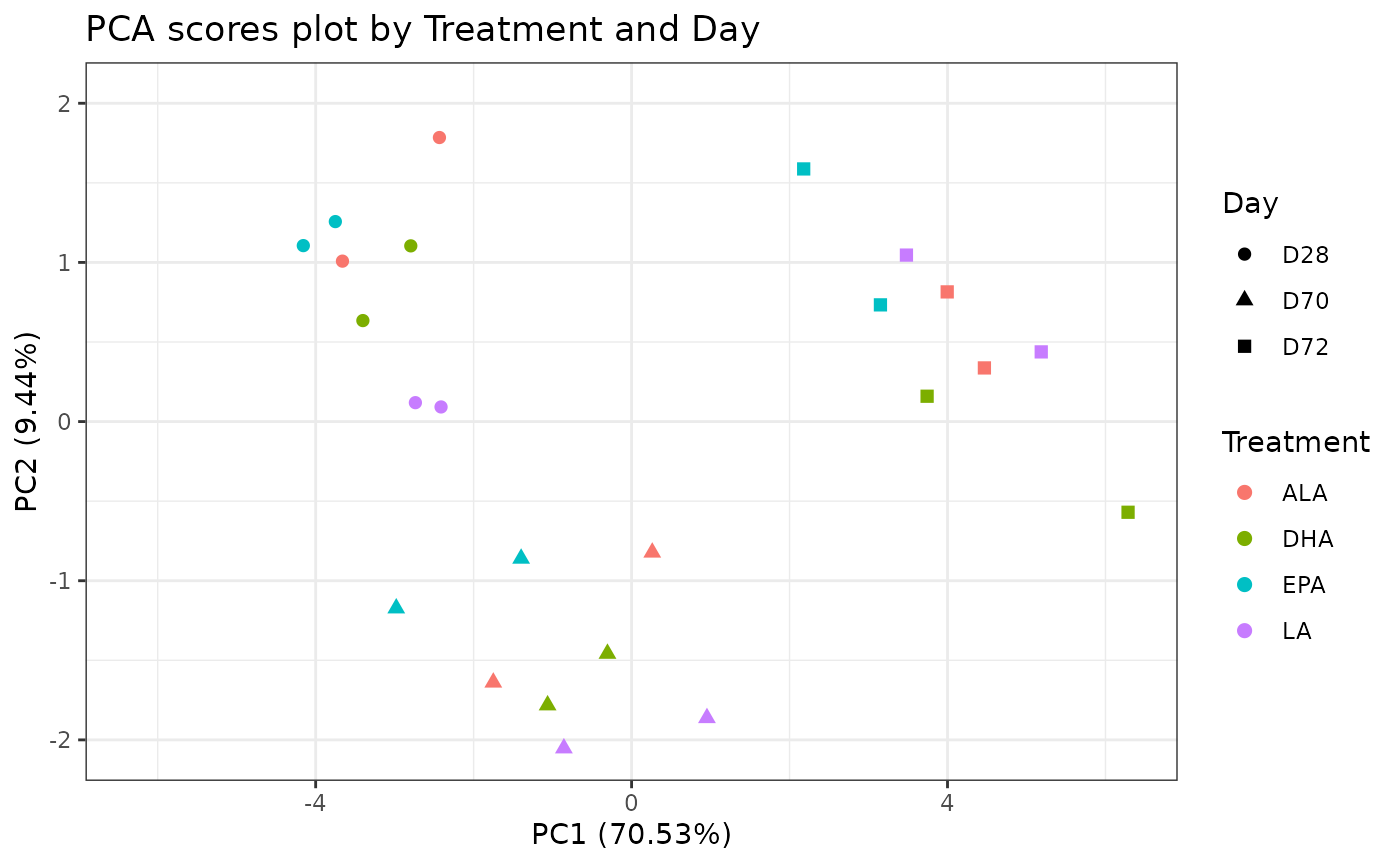 PCA scores plot by Treatment and Day
2
1
0
-1
-2
PC2 (9.44%)
-4
0
4
PC1 (70.53%)
Day
D28
D70
D72
Treatment
ALA
DHA
EPA
LA